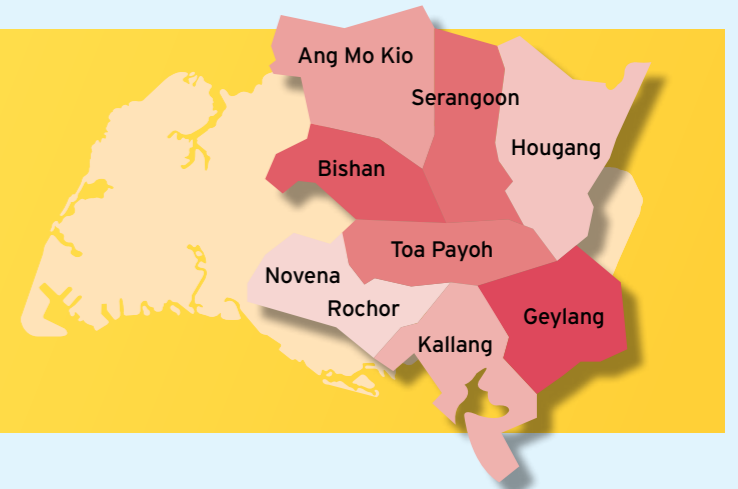 Ang Mo Kio
Serangoon
Hougang
Bishan
Toa Payoh
Novena
Rochor
Geylang
Kallang